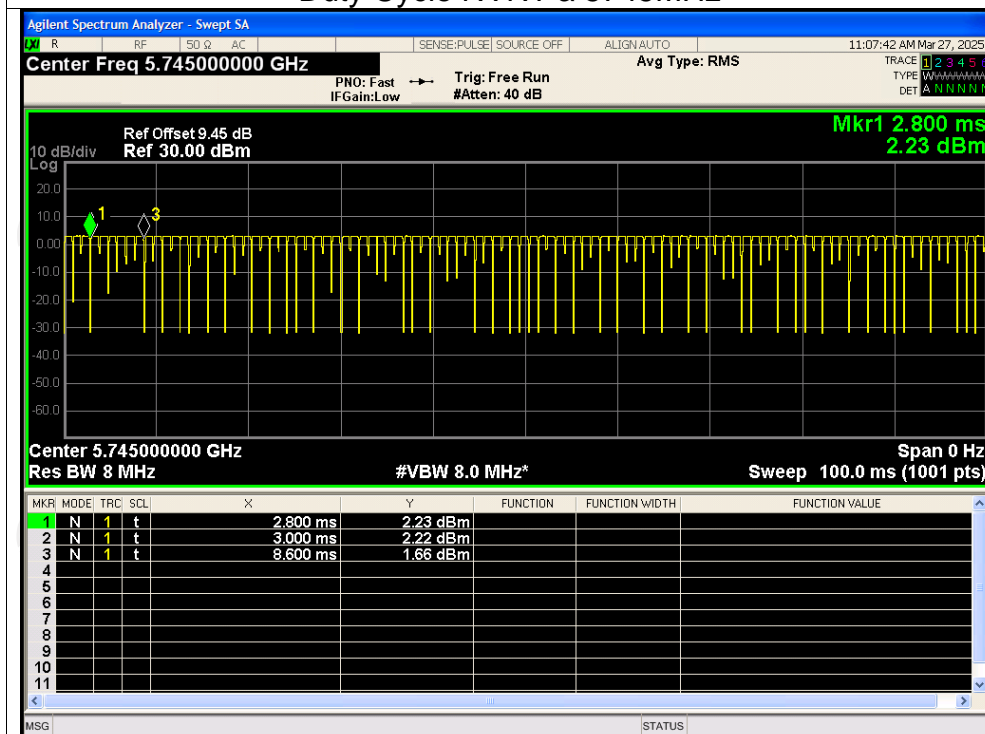 Agilent Spectrum Analyzer - Swept SA
LXI R RF 50 Ω AC SENSE:PULSE SOURCE OFF ALIGN AUTO 11:07:42 AM Mar 27, 2025
Center Freq 5.745000000 GHz Avg Type: RMS TRACE 1 2 3 4 5
PNO: Fast Trig: Free Run TYPE
IFGain:Low #Atten: 40 dB DET A N N N N N
Mkr1 2.800 ms
Ref Offset 9.45 dB
10 dB/div Ref 30.00 dBm 2.23 dBm
Log
20.0
10.0
1 3
0.00
-10.0
-20.0
-30.0
-40.0
-50.0
-60.0
Center 5.745000000 GHz Span 0 Hz
Res BW 8 MHz #VBW 8.0 MHz* Sweep 100.0 ms (1001 pts)
MKR MODE TRC SCL X Y FUNCTION FUNCTION WIDTH FUNCTION VALUE
1 N 1 t 2.800 ms 2.23 dBm
2 N 1 t 3.000 ms 2.22 dBm
3 N 1 t 8.600 ms 1.66 dBm
4
5
6
7
8
9
10
11
MSG STATUS